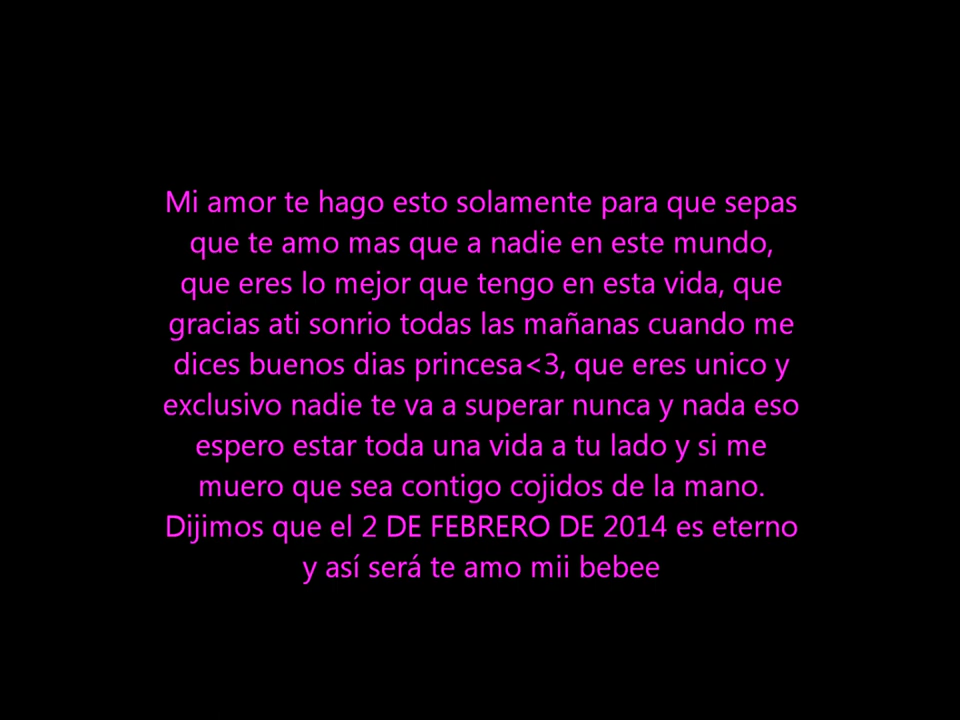 Mi amor te hago esto solamente para que sepas
que te amo mas que a nadie en este mundo,
que eres lo mejor que tengo en esta vida, que
gracias ati sonrio todas las mañanas cuando me
dices buenos dias princesa<3, que eres unico y
exclusivo nadie te va a superar nunca y nada eso
espero estar toda una vida a tu lado y si me
muero que sea contigo cojidos de la mano.
Dijimos que el 2 DE FEBRERO DE 2014 es eterno
y así será te amo mii bebee